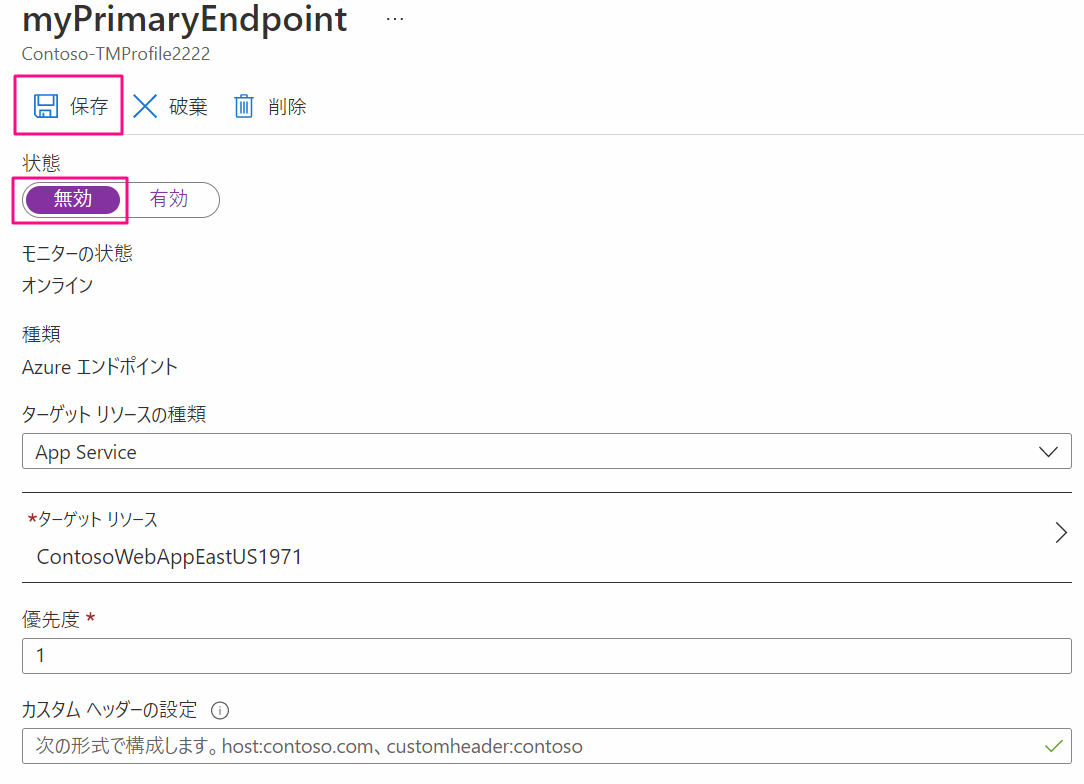 myPrimaryEndpoint ...
Contoso-TMProfile2222
保存 破棄 削除
状態
無効 有効
モニターの状態
オンライン
種類
Azure エンドポイント
ターゲット リソースの種類
App Service
*ターゲット リソース
ContosoWebAppEastUS1971
優先度 *
1
カスタム ヘッダーの設定
次の形式で構成します。host:contoso.com、customheader:contoso